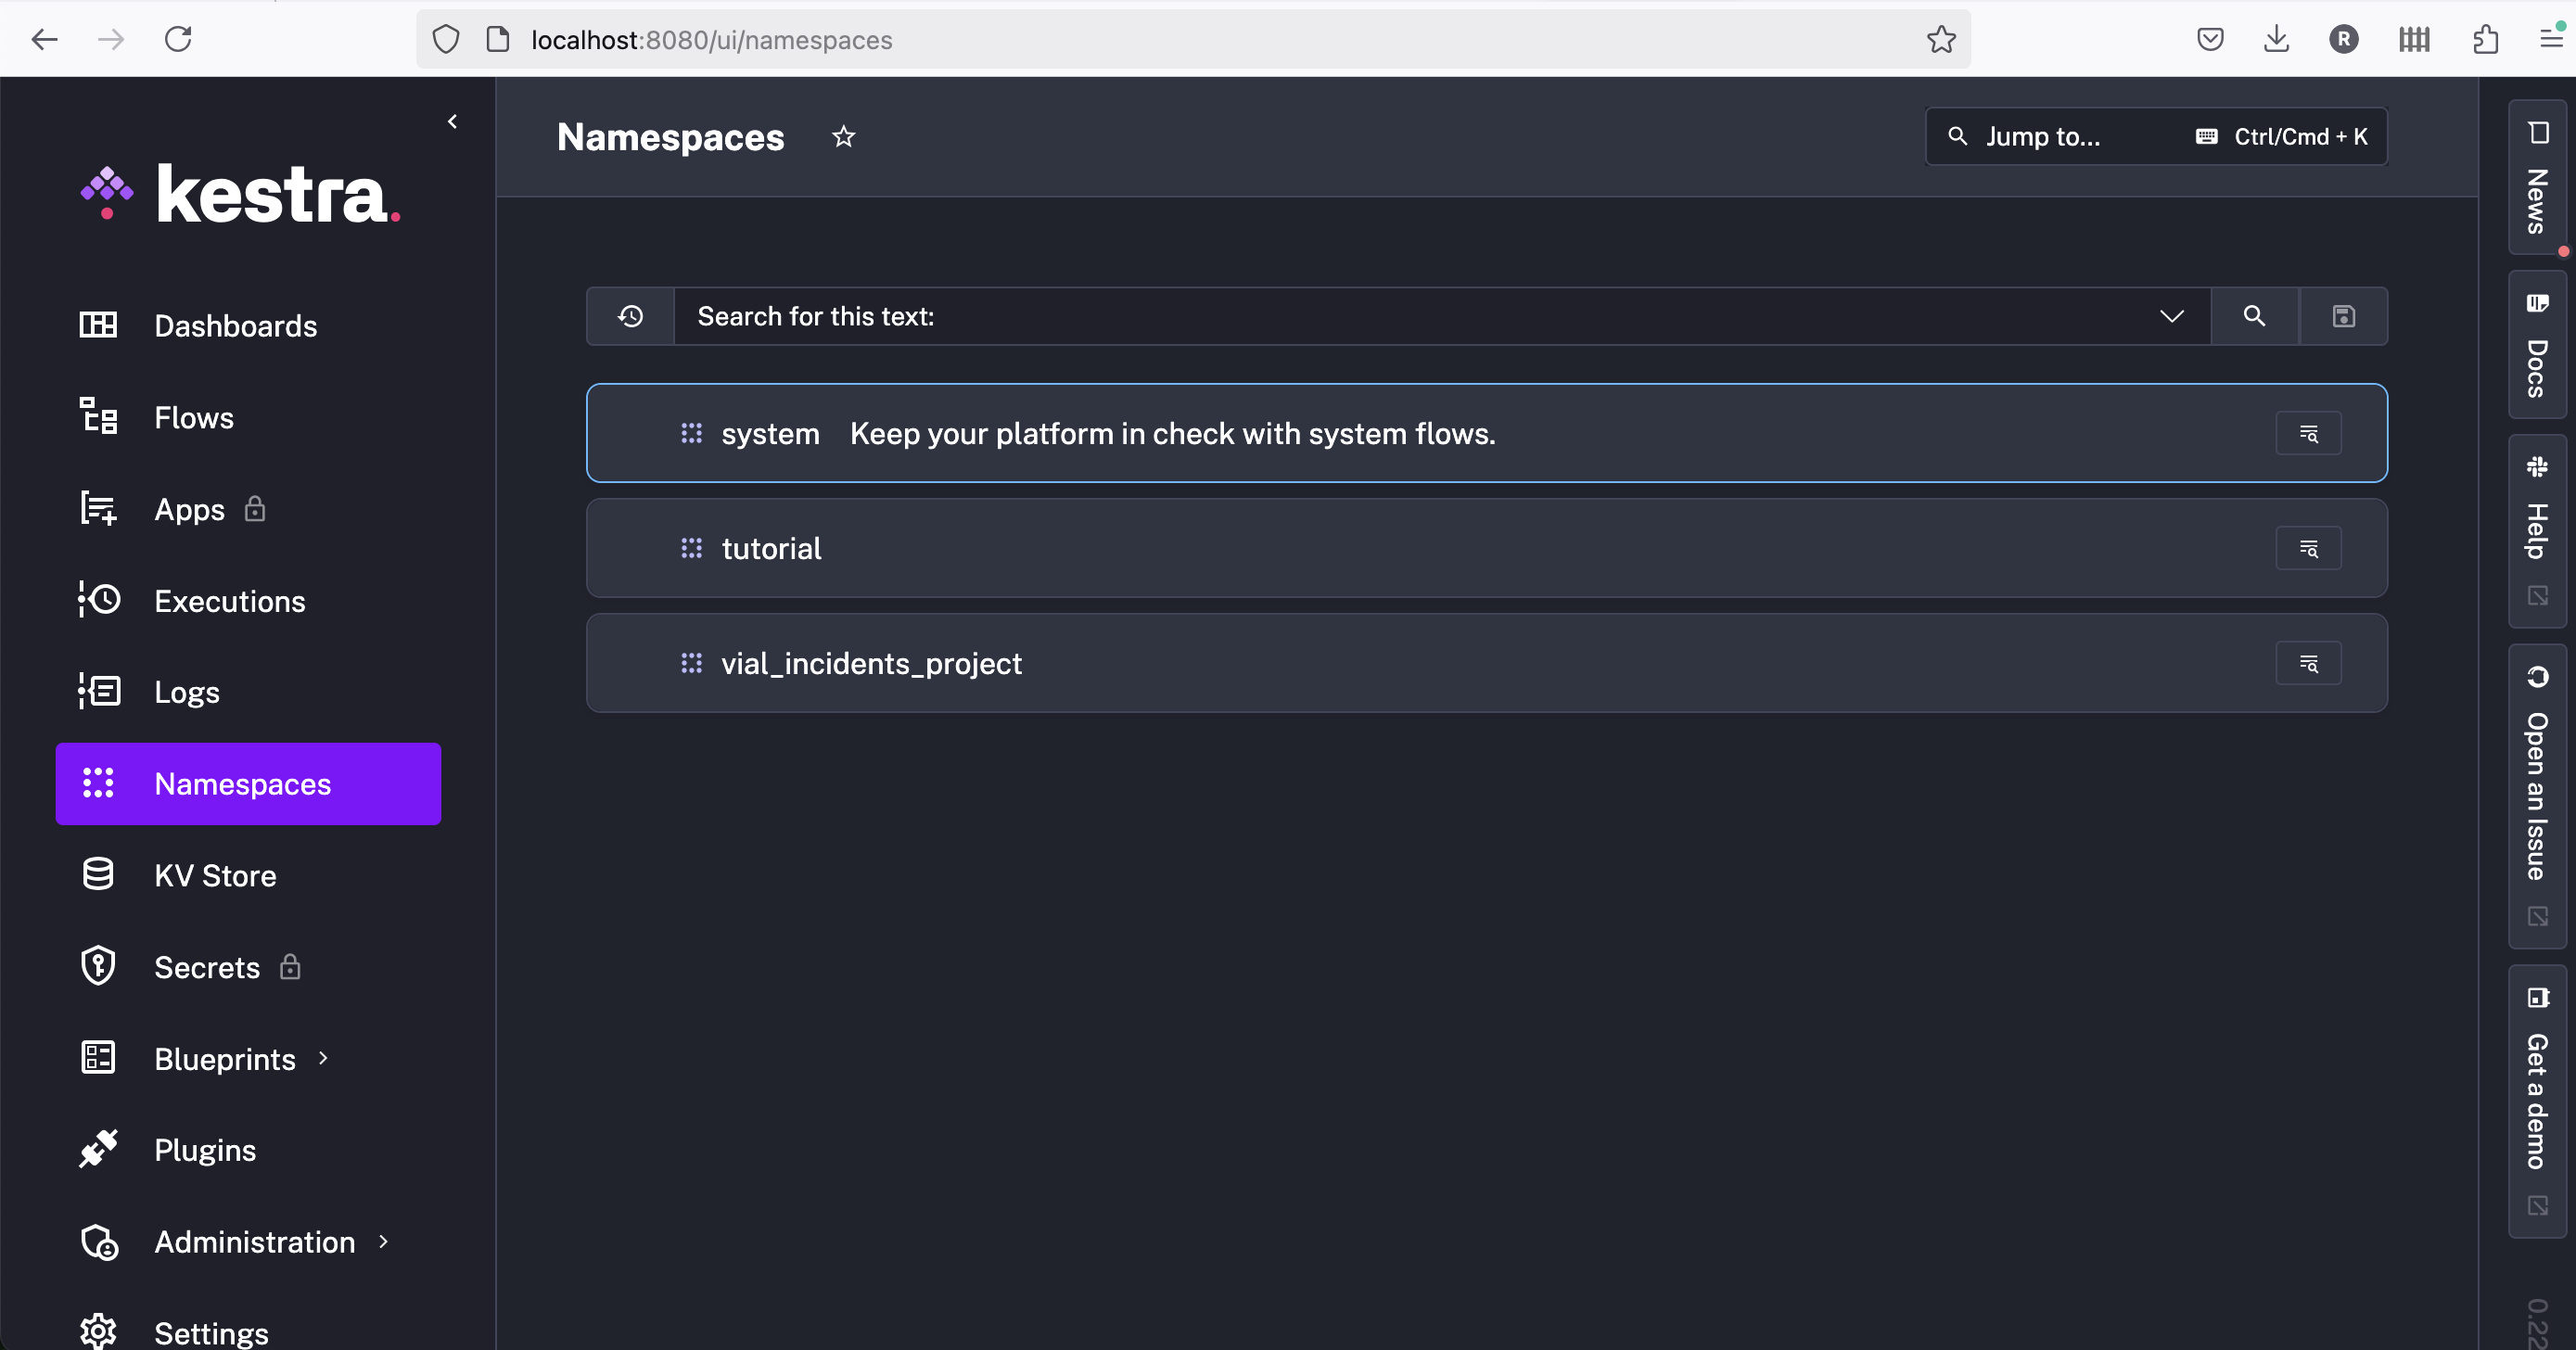 localhost:8080/ui/namespaces
kestra.
Dashboards
Flows
Apps
Executions
Logs
Namespaces
KV Store
Secrets
Blueprints
Plugins
Administration
Settings
Namespaces
Jump to...
Ctrl/Cmd + K
Search for this text:
system Keep your platform in check with system flows.
tutorial
vial_incidents_project
News
Docs
Help
Open an Issue
Get a demo
0.22
R